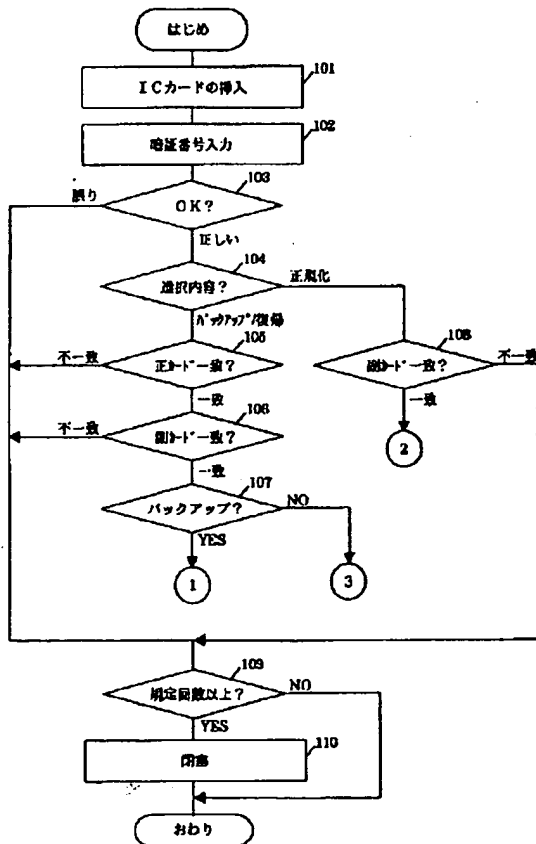 はじめ
ICカードの挿入
101
暗証番号入力
102
OK?
103
誤り
正しい
選択内容?
104
正規化
バックアップ/復帰
正カード一致?
105
不一致
一致
副カード一致?
108
不一致
一致
2
副カード一致?
106
不一致
一致
バックアップ?
107
NO
YES
1
3
規定回数以上?
109
NO
YES
閉塞
110
おわり